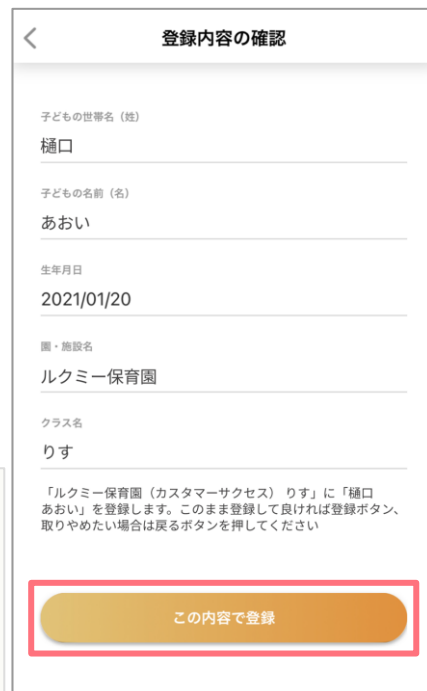 登録内容の確認
子どもの世帯名（姓）
樋口
子どもの名前（名）
あおい
生年月日
2021/01/20
園・施設名
ルクミー保育園
クラス名
りす
「ルクミー保育園（カスタマーサクセス） りす」に「樋口
あおい」を登録します。このまま登録して良ければ登録ボタン、
取りやめたい場合は戻るボタンを押してください
この内容で登録